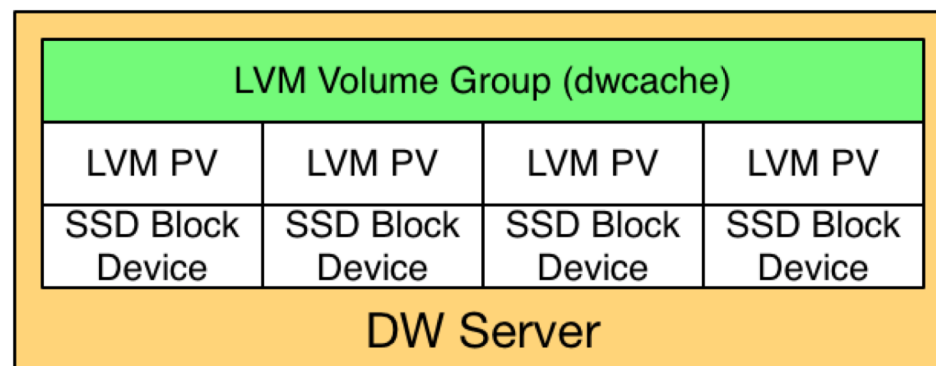 LVM Volume Group (dwcache)
LVM PV LVM PV LVM PV LVM PV
SSD Block SSD Block SSD Block SSD Block
Device Device Device Device
DW Server